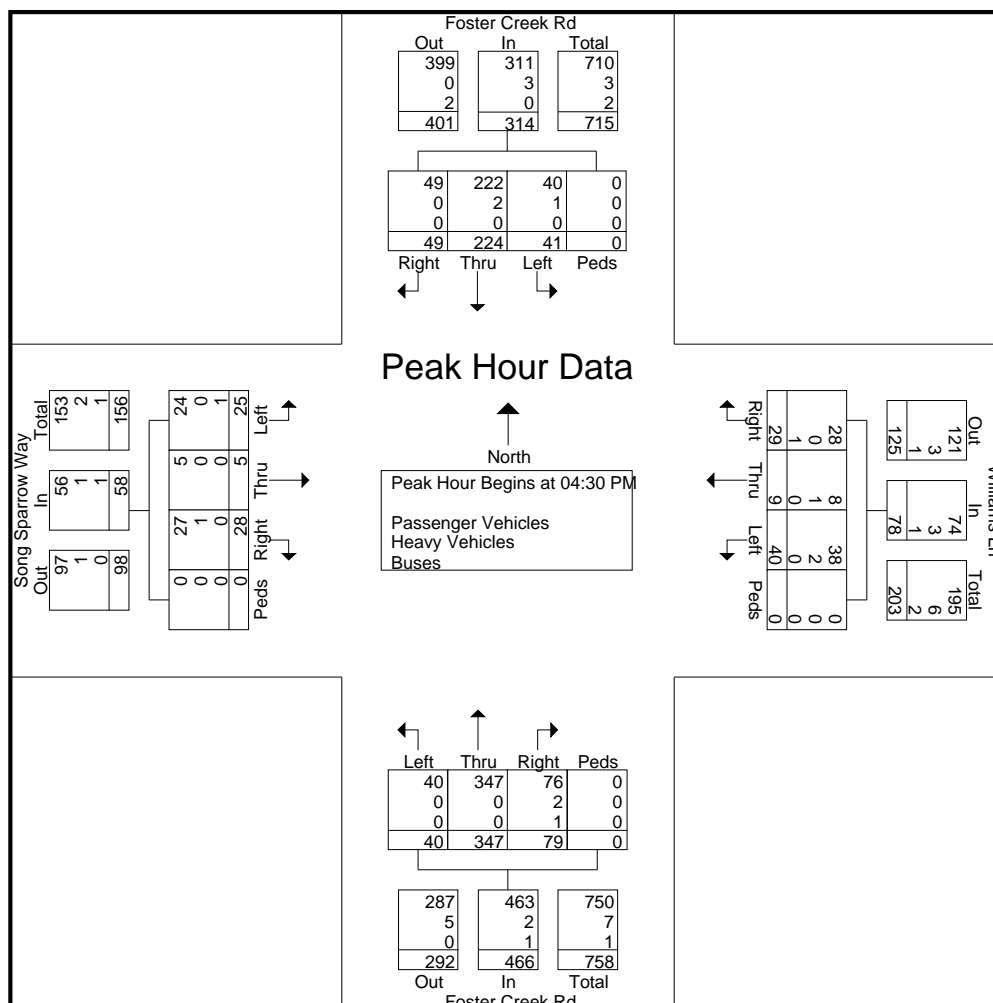 Foster Creek Rd
Out In Total
399 311 710
0 3 3
2 0 2
401 314 715
49 222 40 0
0 2 1 0
0 0 0 0
49 224 41 0
Right Thru Left Peds
Peak Hour Data
North
Peak Hour Begins at 04:30 PM
Passenger Vehicles
Heavy Vehicles
Buses
Song Sparrow Way
Out In Total
97 56 153
1 1 2
0 1 1
98 58 156
0 27 5 24
0 1 0 0
0 0 0 1
0 28 5 25
Peds Right Thru Left
Out In Total
121 74 195
3 3 6
1 1 2
125 78 203
28 8 38 0
0 1 2 0
1 0 0 0
29 9 40 0
Right Thru Left Peds
Left Thru Right Peds
40 347 76 0
0 0 2 0
0 0 1 0
40 347 79 0
287 463 750
5 2 7
0 1 1
292 466 758
Out In Total
Foster Creek Rd